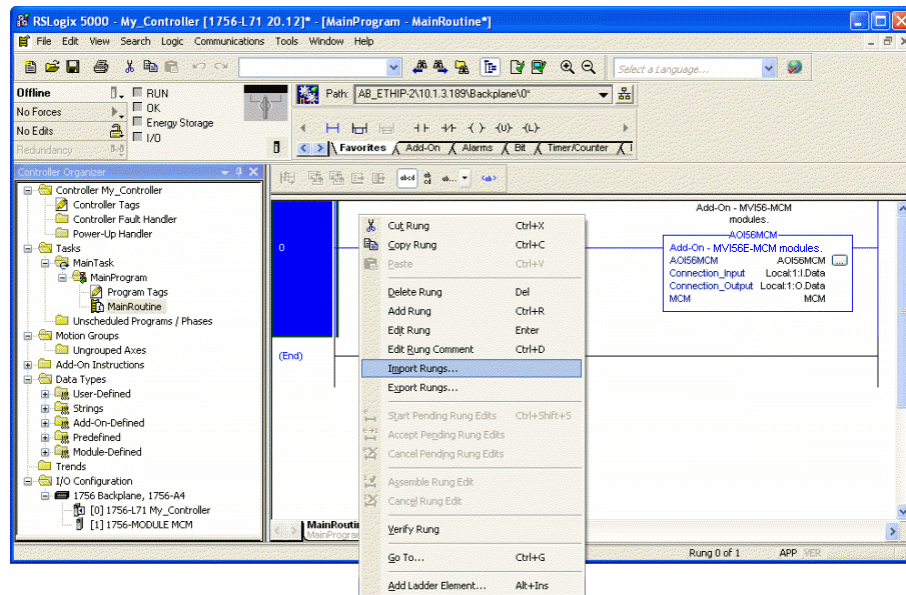 RSLogix 5000 - My_Controller [1756-L71 20.12]* - [MainProgram - MainRoutine*]
File Edit View Search Logic Communications Tools Window Help
Select a Language...
Offline
RUN
Path: AB_ETHIP-2\10.1.3.189\Backplane\0*
No Forces
OK
No Edits
Energy Storage
I/O
Redundancy
Favorites Add-On Alarms Bit Timer/Counter
Controller Organizer
Controller My_Controller
Controller Tags
Controller Fault Handler
Power-Up Handler
Tasks
MainTask
MainProgram
Program Tags
MainRoutine
Unscheduled Programs / Phases
Motion Groups
Ungrouped Axes
Add-On Instructions
Data Types
User-Defined
Strings
Add-On-Defined
Predefined
Module-Defined
Trends
I/O Configuration
1756 Backplane, 1756-A4
[0] 1756-L71 My_Controller
[1] 1756-MODULE MCM
0
(End)
Cut Rung Ctrl+X
Copy Rung Ctrl+C
Paste Ctrl+V
Delete Rung Del
Add Rung Ctrl+R
Edit Rung Enter
Edit Rung Comment Ctrl+D
Import Rungs...
Export Rungs...
Start Pending Rung Edits Ctrl+Shift+S
Accept Pending Rung Edits
Cancel Pending Rung Edits
Assemble Rung Edit
Cancel Rung Edit
Verify Rung
Go To... Ctrl+G
Add Ladder Element... Alt+Ins
Add-On - MVI56-MCM
modules.
AOI56MCM
Add-On - MVI56E-MCM modules.
AOI56MCM AOI56MCM ...
Connection_Input Local:1:I.Data
Connection_Output Local:1:O.Data
MCM MCM
MainRouti
MainProgra
Rung 0 of 1 APP VER